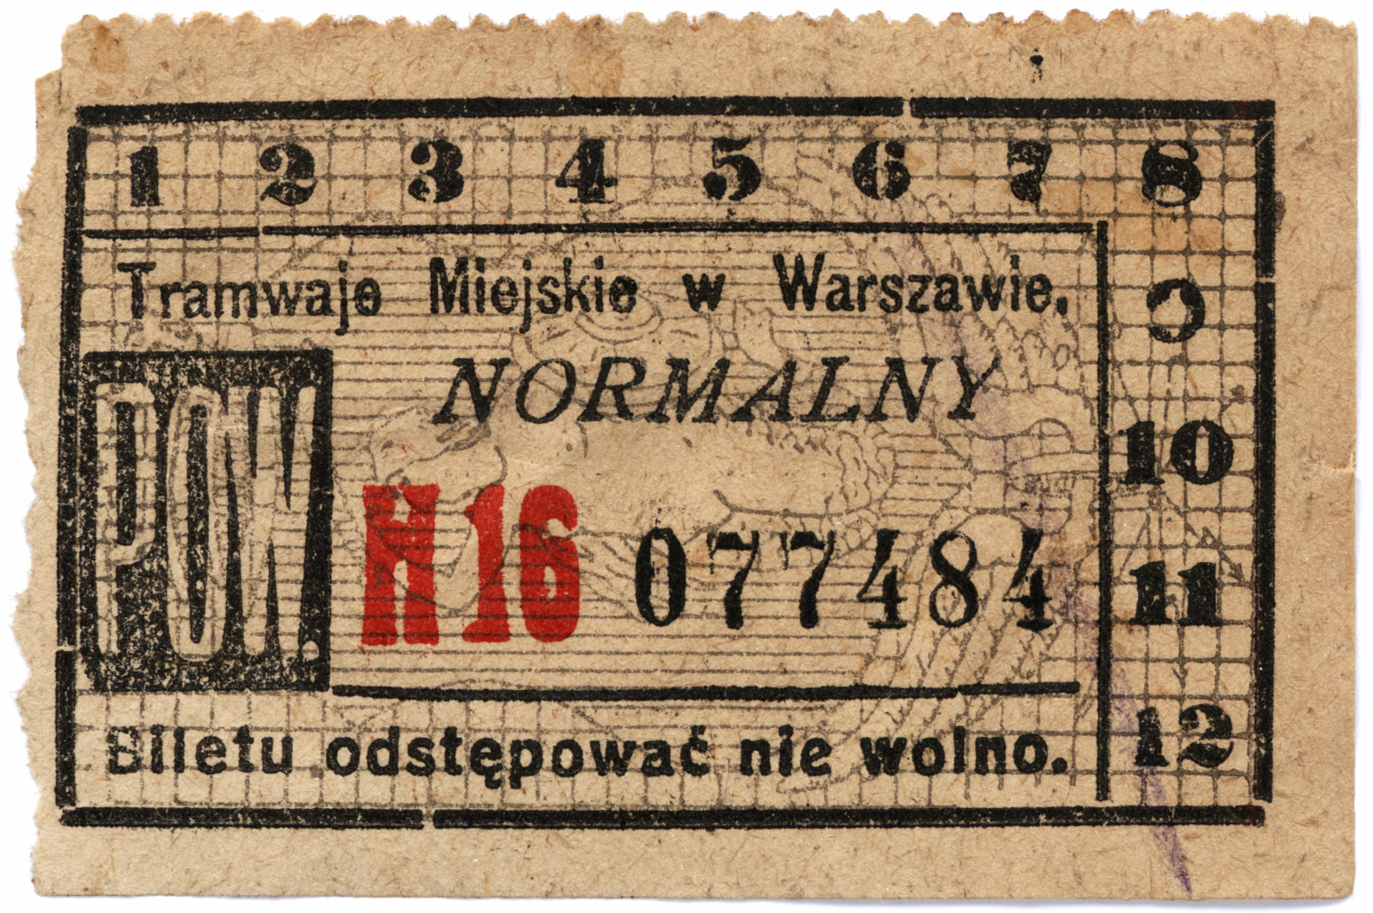 1 2 3 4 5 6 7 8
Tramwaje Miejskie w Warszawie.
NORMALNY
POW.
H 16 077484
Biletu odstępować nie wolno.
9
10
11
12